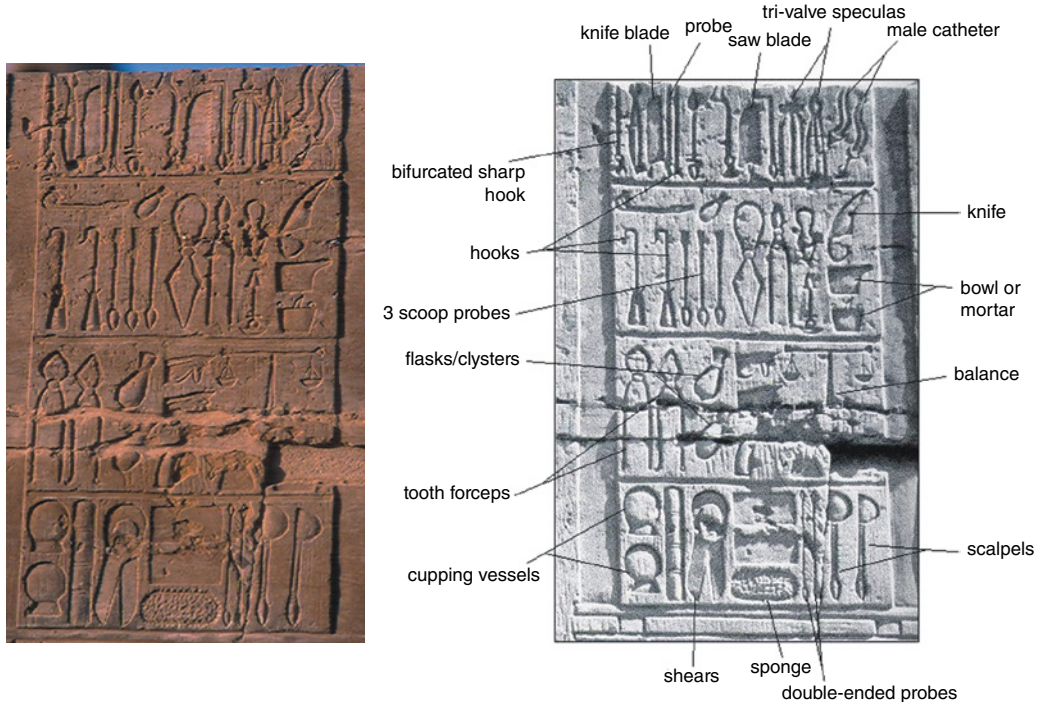 tri-valve speculas
knife blade
probe
saw blade
male catheter
bifurcated sharp
hook
knife
hooks
bowl or
mortar
3 scoop probes
flasks/clysters
balance
tooth forceps
cupping vessels
scalpels
shears
sponge
double-ended probes